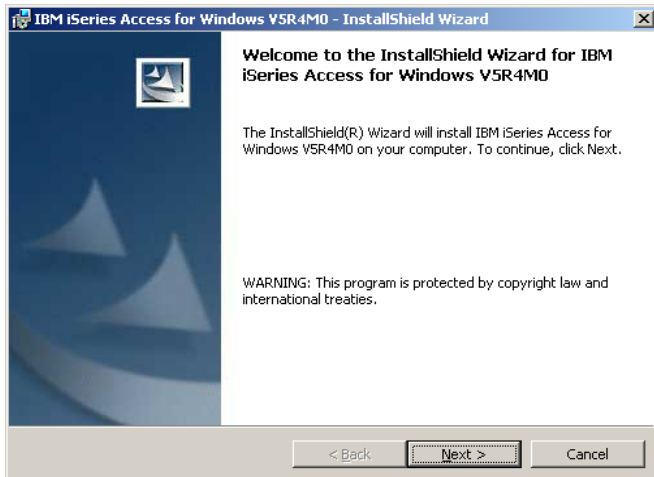 IBM iSeries Access for Windows V5R4M0 - InstallShield Wizard
Welcome to the InstallShield Wizard for IBM
iSeries Access for Windows V5R4M0
The InstallShield(R) Wizard will install IBM iSeries Access for
Windows V5R4M0 on your computer. To continue, click Next.
WARNING: This program is protected by copyright law and
international treaties.
< Back
Next >
Cancel